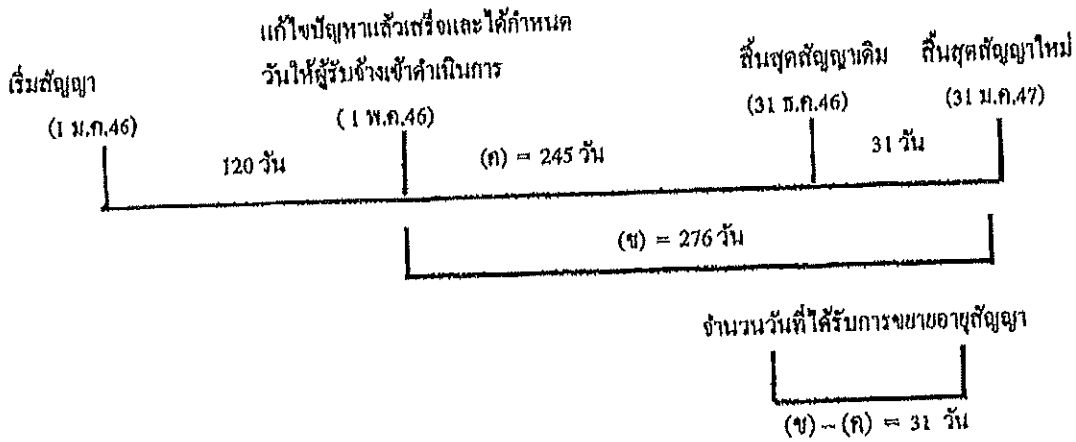 แก้ไขปัญหาแล้วเสร็จและได้กำหนด
วันให้ผู้รับจ้างเข้าดำเนินการ
(1 พ.ค.46)
เริ่มสัญญา
(1 ม.ค.46)
สิ้นสุดสัญญาเดิม
(31 ธ.ค.46)
สิ้นสุดสัญญาใหม่
(31 ม.ค.47)
120 วัน
(ค) = 245 วัน
31 วัน
(ช) = 276 วัน
จำนวนวันที่ได้รับการขยายอายุสัญญา
(ช) – (ค) = 31 วัน